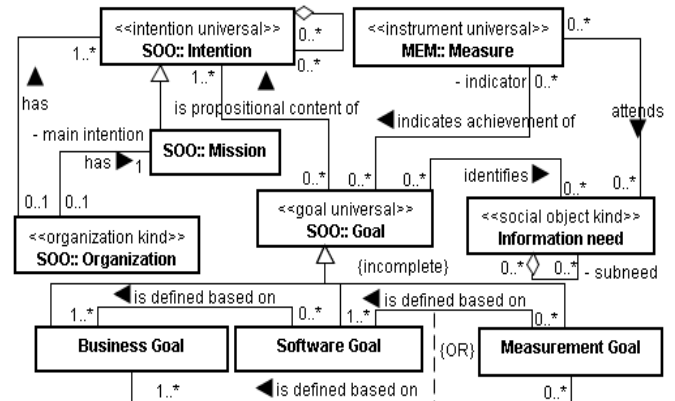 <<intention universal>>
SOO:: Intention
0..*
0..*
<<instrument universal>>
MEM:: Measure
0..*
1..*
1..*
- indicator
0..*
has
is propositional content of
indicates achievement of
attends
- main intention
has
1
SOO:: Mission
0..1
0..1
0..*
0..*
0..*
identifies
0..*
0..*
<<organization kind>>
SOO:: Organization
<<goal universal>>
SOO:: Goal
<<social object kind>>
Information need
{incomplete}
0..*
0..*
- subneed
is defined based on
is defined based on
1..*
0..*
1..*
0..*
Business Goal
Software Goal
{OR}
Measurement Goal
1..*
is defined based on
0..*